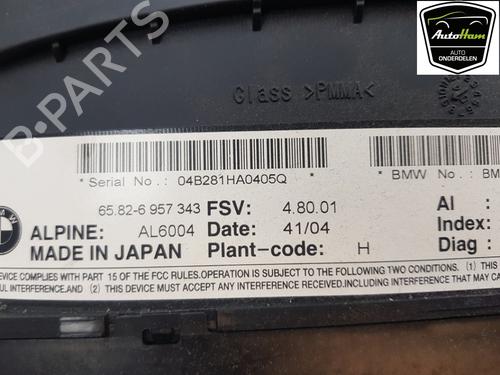 AutoHam
AUTO
ONDERDELEN
B-PARTS
Glass >PMMA<
* Serial No.: 04B281HA0405Q * * BMW No.: BM
65.82-6 957 343 FSV: 4.80.01 AI :
ALPINE: AL6004 Date: 41/04 Index:
MADE IN JAPAN Plant-code: H Diag :
DEVICE COMPLIES WITH PART 15 OF THE FCC RULES.OPERATION IS SUBJECT TO THE FOLLOWING TWO CONDITIONS. (1) THIS
INTERFERENCE,AND (2) THIS DEVICE MUST ACCEPT ANY INTERFERENCE RECEIVED,INCLUDING INTERFERENCE THAT MAY